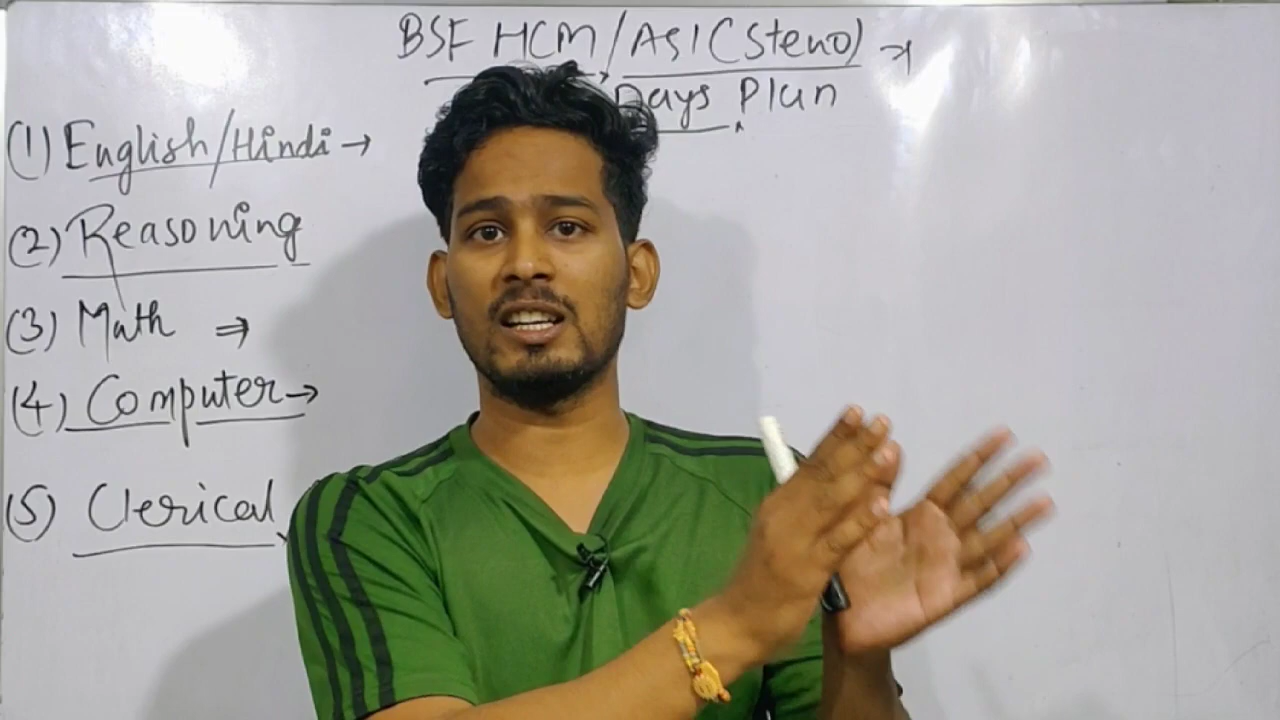 BSF HCM/ASI(Steno) →
Days Plan
(1) English/Hindi →
(2) Reasoning
(3) Math ⇒
(4) Computer →
(5) Clerical